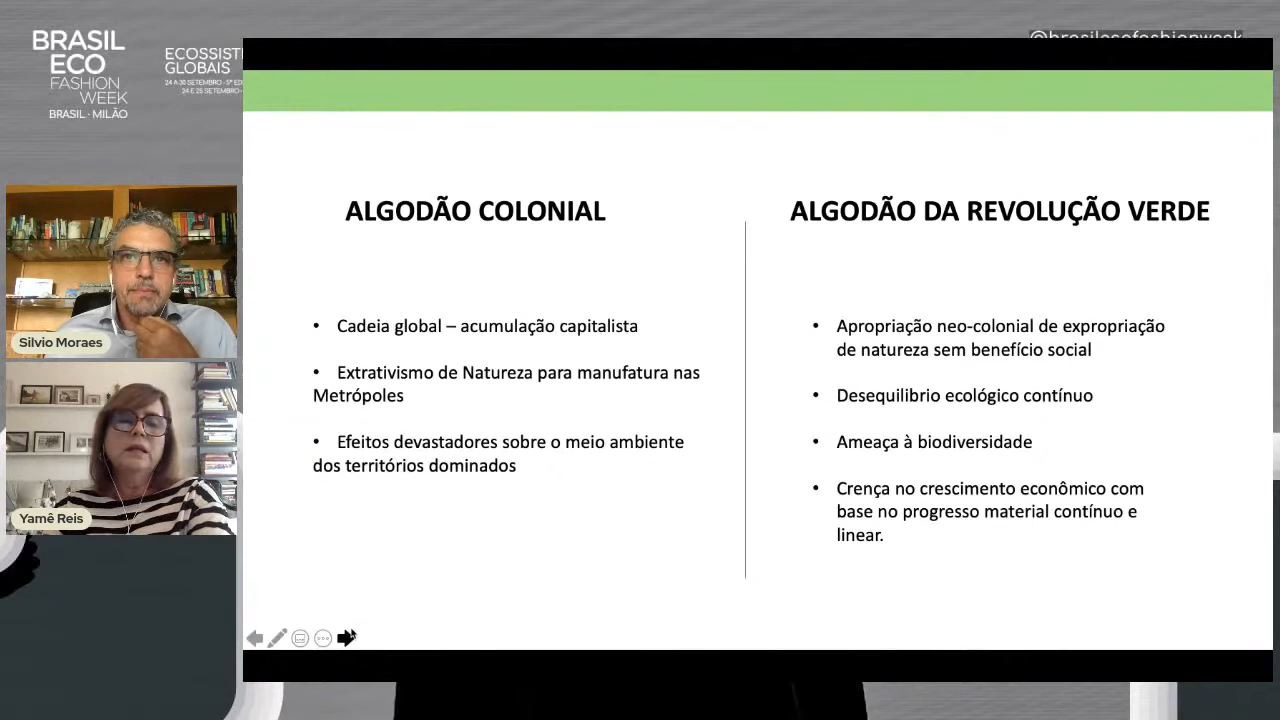 BRASIL
ECO
FASHION
WEEK
BRASIL · MILÃO
ECOSSIST
GLOBAIS
24 A 30 SETEMBRO - 5ª ED
24 E 25 SETEMBRO-
@brasilecofashionweek
ALGODÃO COLONIAL
• Cadeia global – acumulação capitalista
• Extrativismo de Natureza para manufatura nas
Metrópoles
• Efeitos devastadores sobre o meio ambiente
dos territórios dominados
ALGODÃO DA REVOLUÇÃO VERDE
• Apropriação neo-colonial de expropriação
de natureza sem benefício social
• Desequilibrio ecológico contínuo
• Ameaça à biodiversidade
• Crença no crescimento econômico com
base no progresso material contínuo e
linear.
Silvio Moraes
Yamê Reis